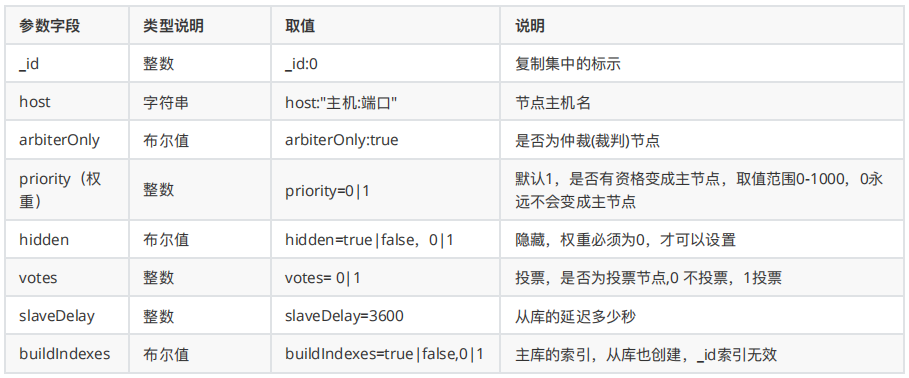 参数字段 类型说明 取值 说明
_id 整数 _id:0 复制集中的标示
host 字符串 host:"主机:端口" 节点主机名
arbiterOnly 布尔值 arbiterOnly:true 是否为仲裁(裁判)节点
priority（权
重） 整数 priority=0|1 默认1，是否有资格变成主节点，取值范围0-1000，0永
远不会变成主节点
hidden 布尔值 hidden=true|false，0|1 隐藏，权重必须为0，才可以设置
votes 整数 votes= 0|1 投票，是否为投票节点,0 不投票，1投票
slaveDelay 整数 slaveDelay=3600 从库的延迟多少秒
buildIndexes 布尔值 buildIndexes=true|false,0|1 主库的索引，从库也创建，_id索引无效